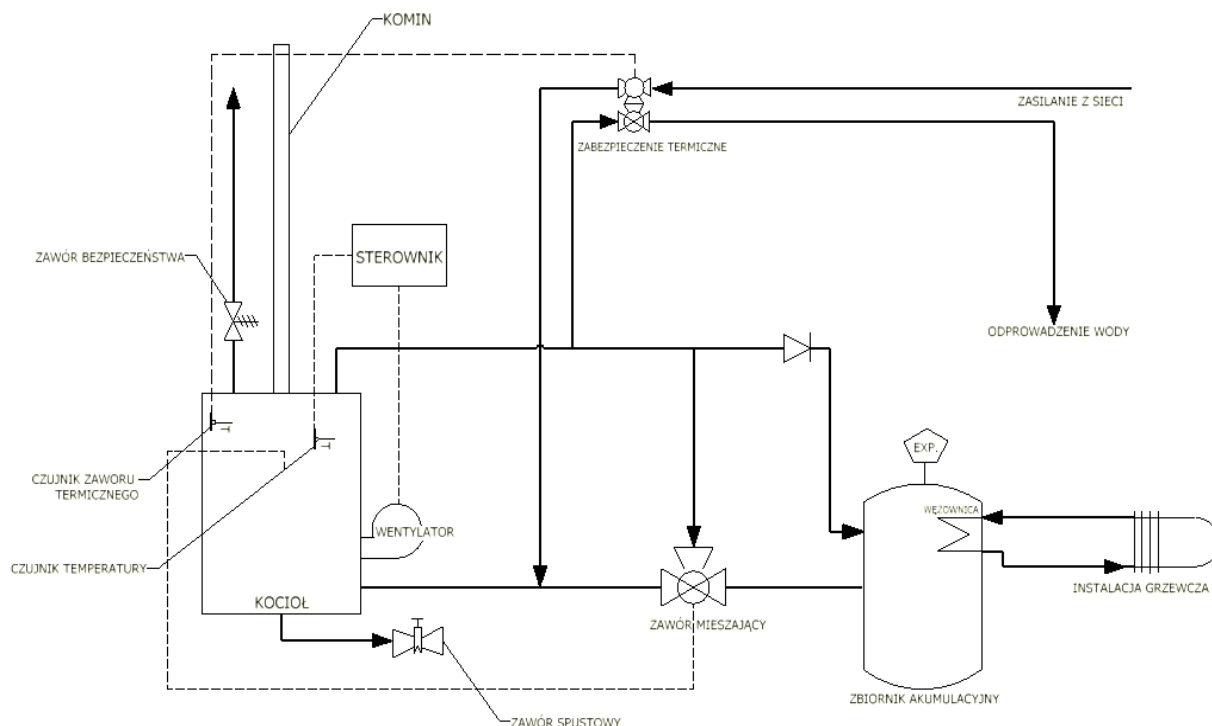 KOMIN
ZASILANIE Z SIECI
ZABEZPIECZENIE TERMICZNE
ZAWÓR BEZPIECZEŃSTWA
STEROWNIK
ODPROWADZENIE WODY
T
T
EXP.
CZUJNIK ZAWORU
TERMICZNEGO
WĘŻOWNICA
WENTYLATOR
CZUJNIK TEMPERATURY
INSTALACJA GRZEWCZA
KOCIOŁ
ZAWÓR MIESZAJĄCY
ZBIORNIK AKUMULACYJNY
ZAWÓR SPUSTOWY